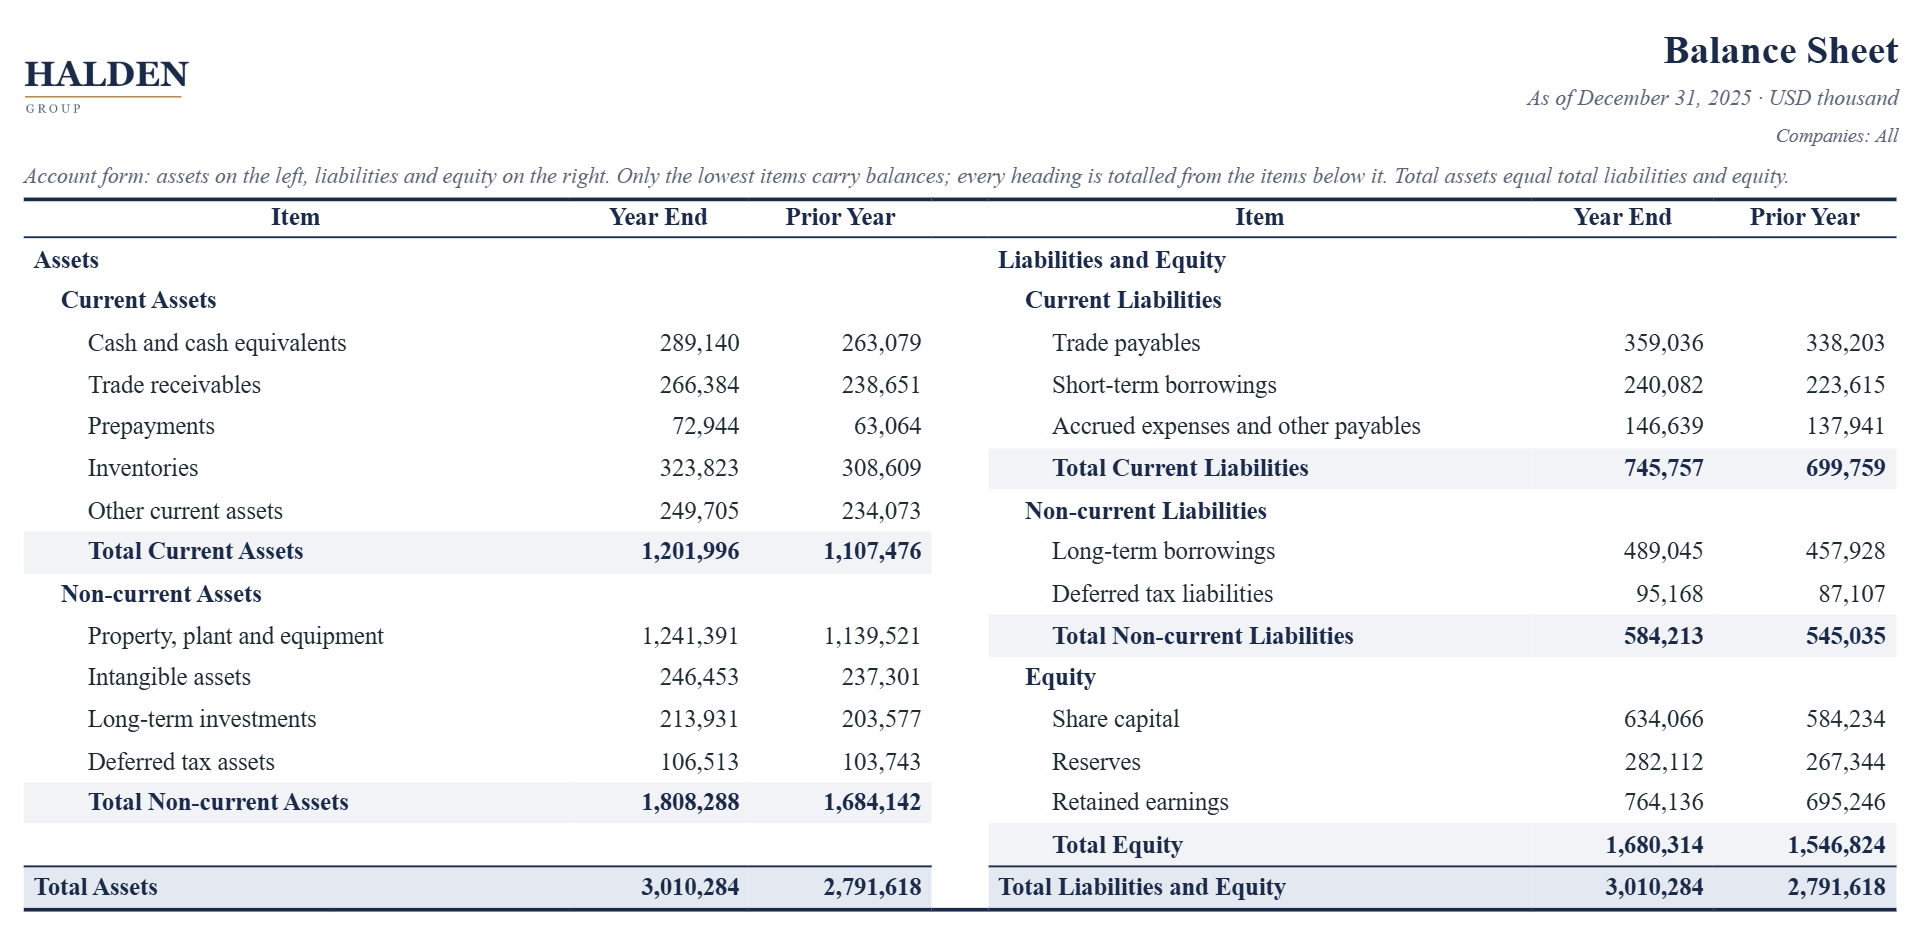 HALDEN
GROUP
Balance Sheet
As of December 31, 2025 · USD thousand
Companies: All
Account form: assets on the left, liabilities and equity on the right. Only the lowest items carry balances; every heading is totalled from the items below it. Total assets equal total liabilities and equity.
Item Year End Prior Year Item Year End Prior Year
Assets Liabilities and Equity
Current Assets Current Liabilities
Cash and cash equivalents 289,140 263,079 Trade payables 359,036 338,203
Trade receivables 266,384 238,651 Short-term borrowings 240,082 223,615
Prepayments 72,944 63,064 Accrued expenses and other payables 146,639 137,941
Inventories 323,823 308,609 Total Current Liabilities 745,757 699,759
Other current assets 249,705 234,073 Non-current Liabilities
Total Current Assets 1,201,996 1,107,476 Long-term borrowings 489,045 457,928
Non-current Assets Deferred tax liabilities 95,168 87,107
Property, plant and equipment 1,241,391 1,139,521 Total Non-current Liabilities 584,213 545,035
Intangible assets 246,453 237,301 Equity
Long-term investments 213,931 203,577 Share capital 634,066 584,234
Deferred tax assets 106,513 103,743 Reserves 282,112 267,344
Total Non-current Assets 1,808,288 1,684,142 Retained earnings 764,136 695,246
Total Equity 1,680,314 1,546,824
Total Assets 3,010,284 2,791,618 Total Liabilities and Equity 3,010,284 2,791,618